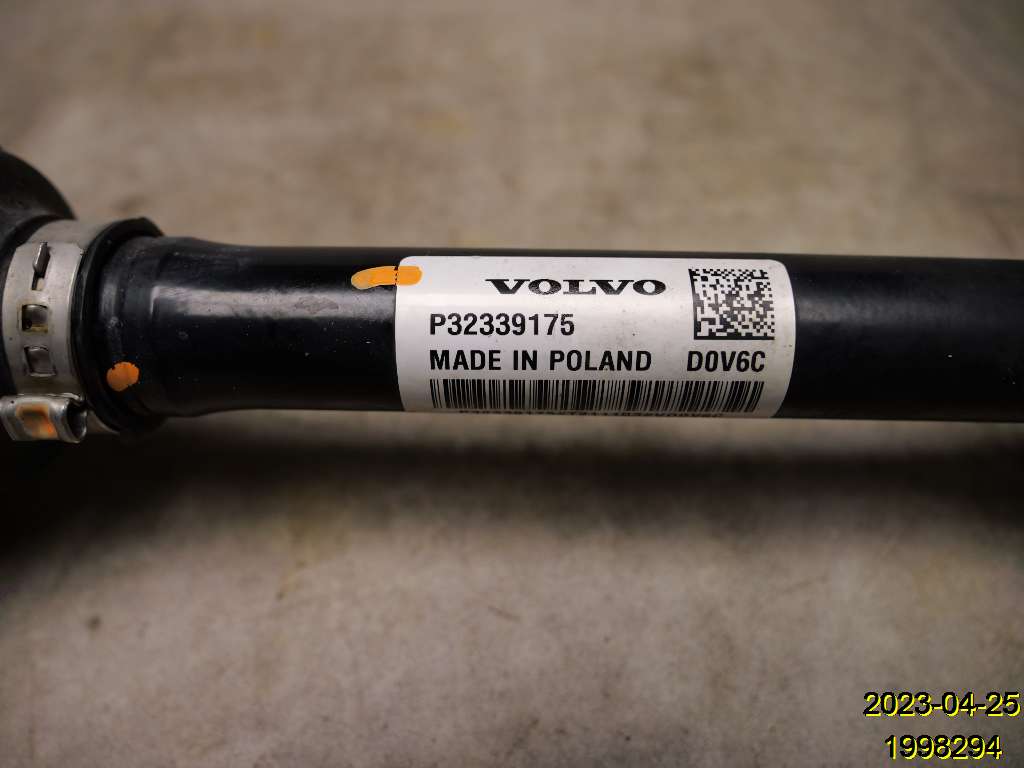 VOLVO
P32339175
MADE IN POLAND D0V6C
2023-04-25
1998294